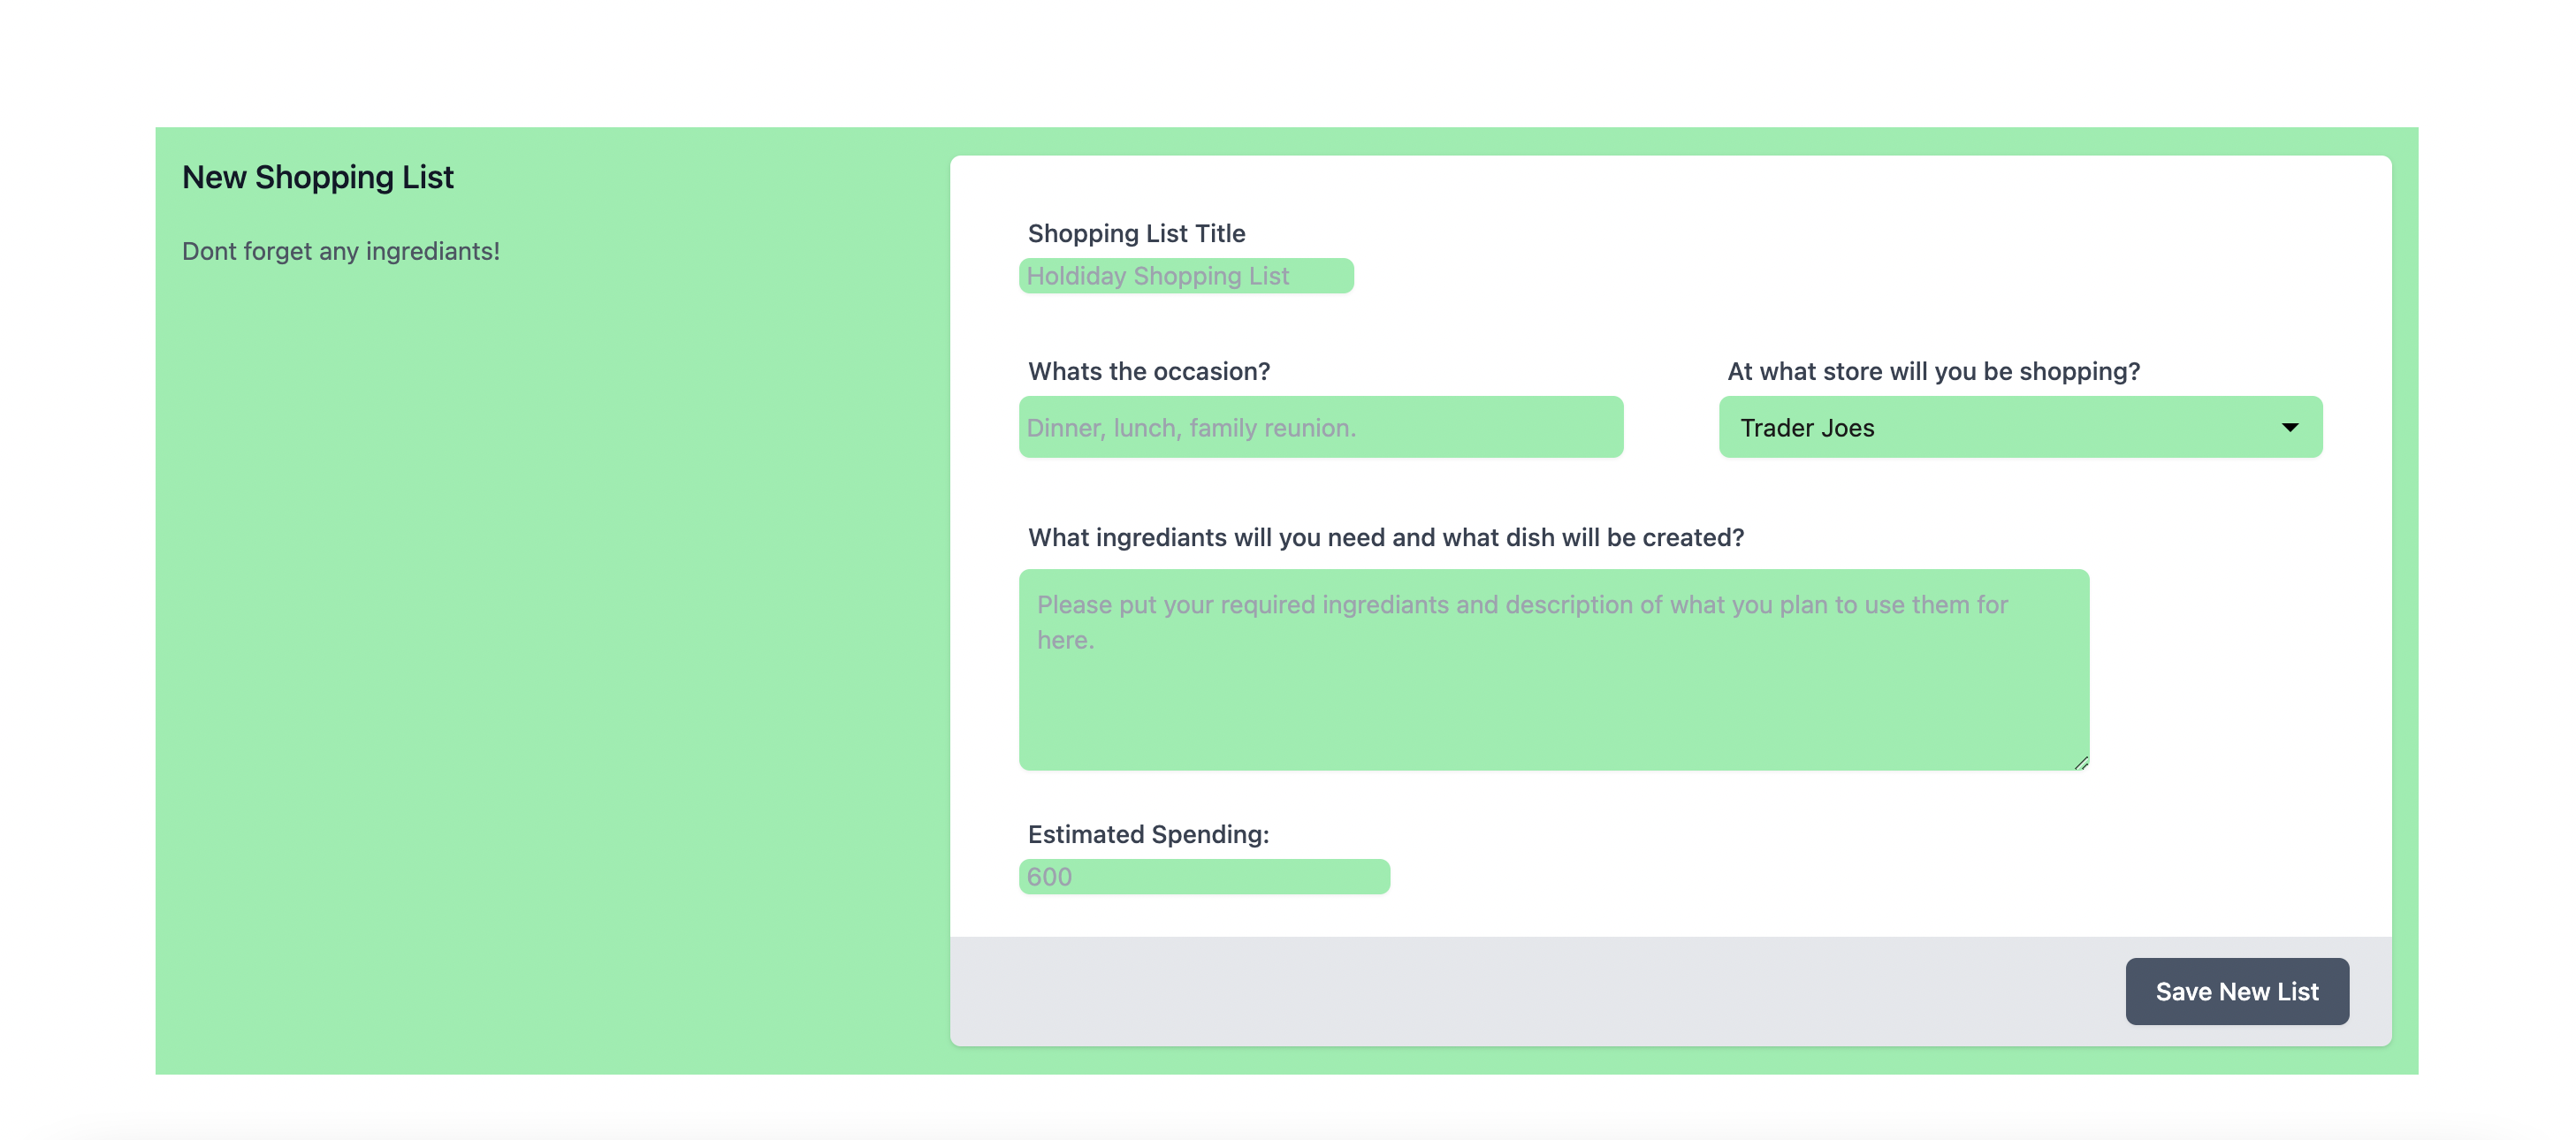 New Shopping List
Dont forget any ingrediants!
Shopping List Title
Holdiday Shopping List
Whats the occasion?
Dinner, lunch, family reunion.
At what store will you be shopping?
Trader Joes
What ingrediants will you need and what dish will be created?
Please put your required ingrediants and description of what you plan to use them for
here.
Estimated Spending:
600
Save New List